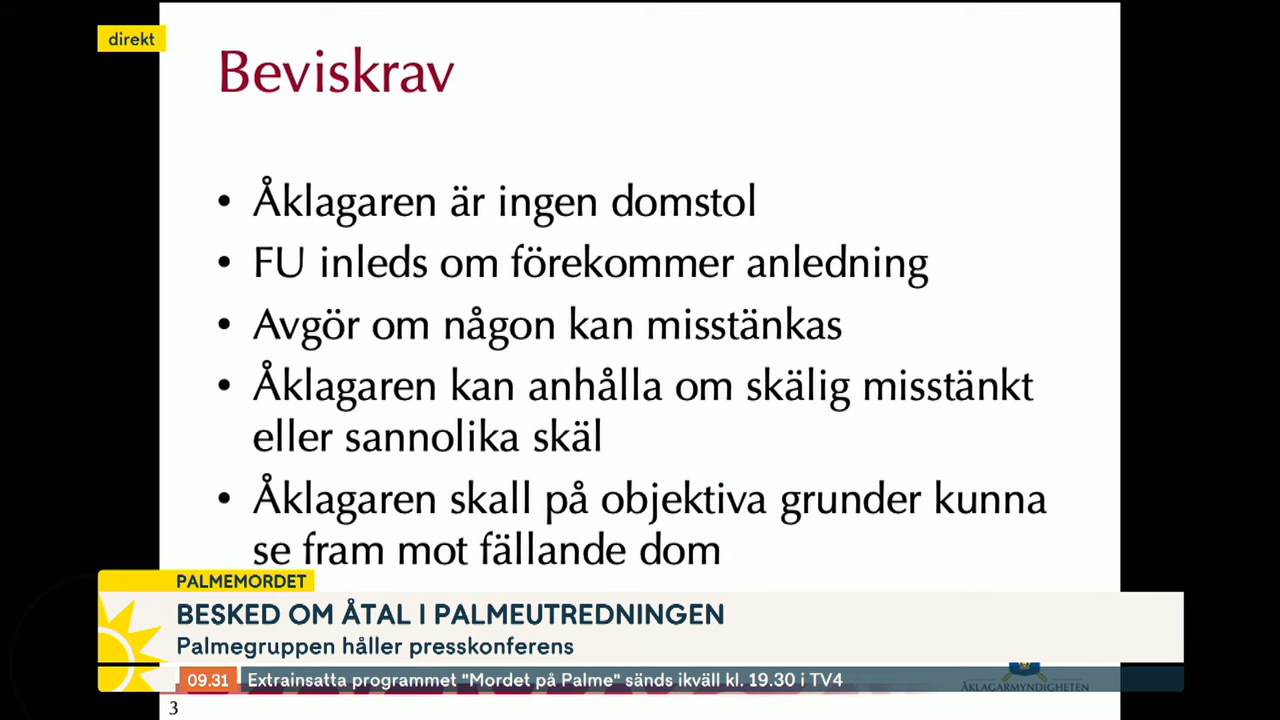 direkt
Beviskrav
• Åklagaren är ingen domstol
• FU inleds om förekommer anledning
• Avgör om någon kan misstänkas
• Åklagaren kan anhålla om skälig misstänkt
eller sannolika skäl
• Åklagaren skall på objektiva grunder kunna
se fram mot fällande dom
PALMEMORDET
BESKED OM ÅTAL I PALMEUTREDNINGEN
Palmegruppen håller presskonferens
09.31 Extrainsatta programmet "Mordet på Palme" sänds ikväll kl. 19.30 i TV4
ÅKLAGARMYNDIGHETEN
3